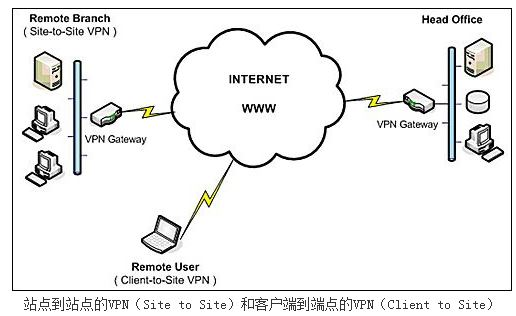 Remote Branch
( Site-to-Site VPN )
Head Office
INTERNET
WWW
VPN Gateway
VPN Gateway
Remote User
( Client-to-Site VPN )
站点到站点的VPN（Site to Site）和客户端到端点的VPN（Client to Site）